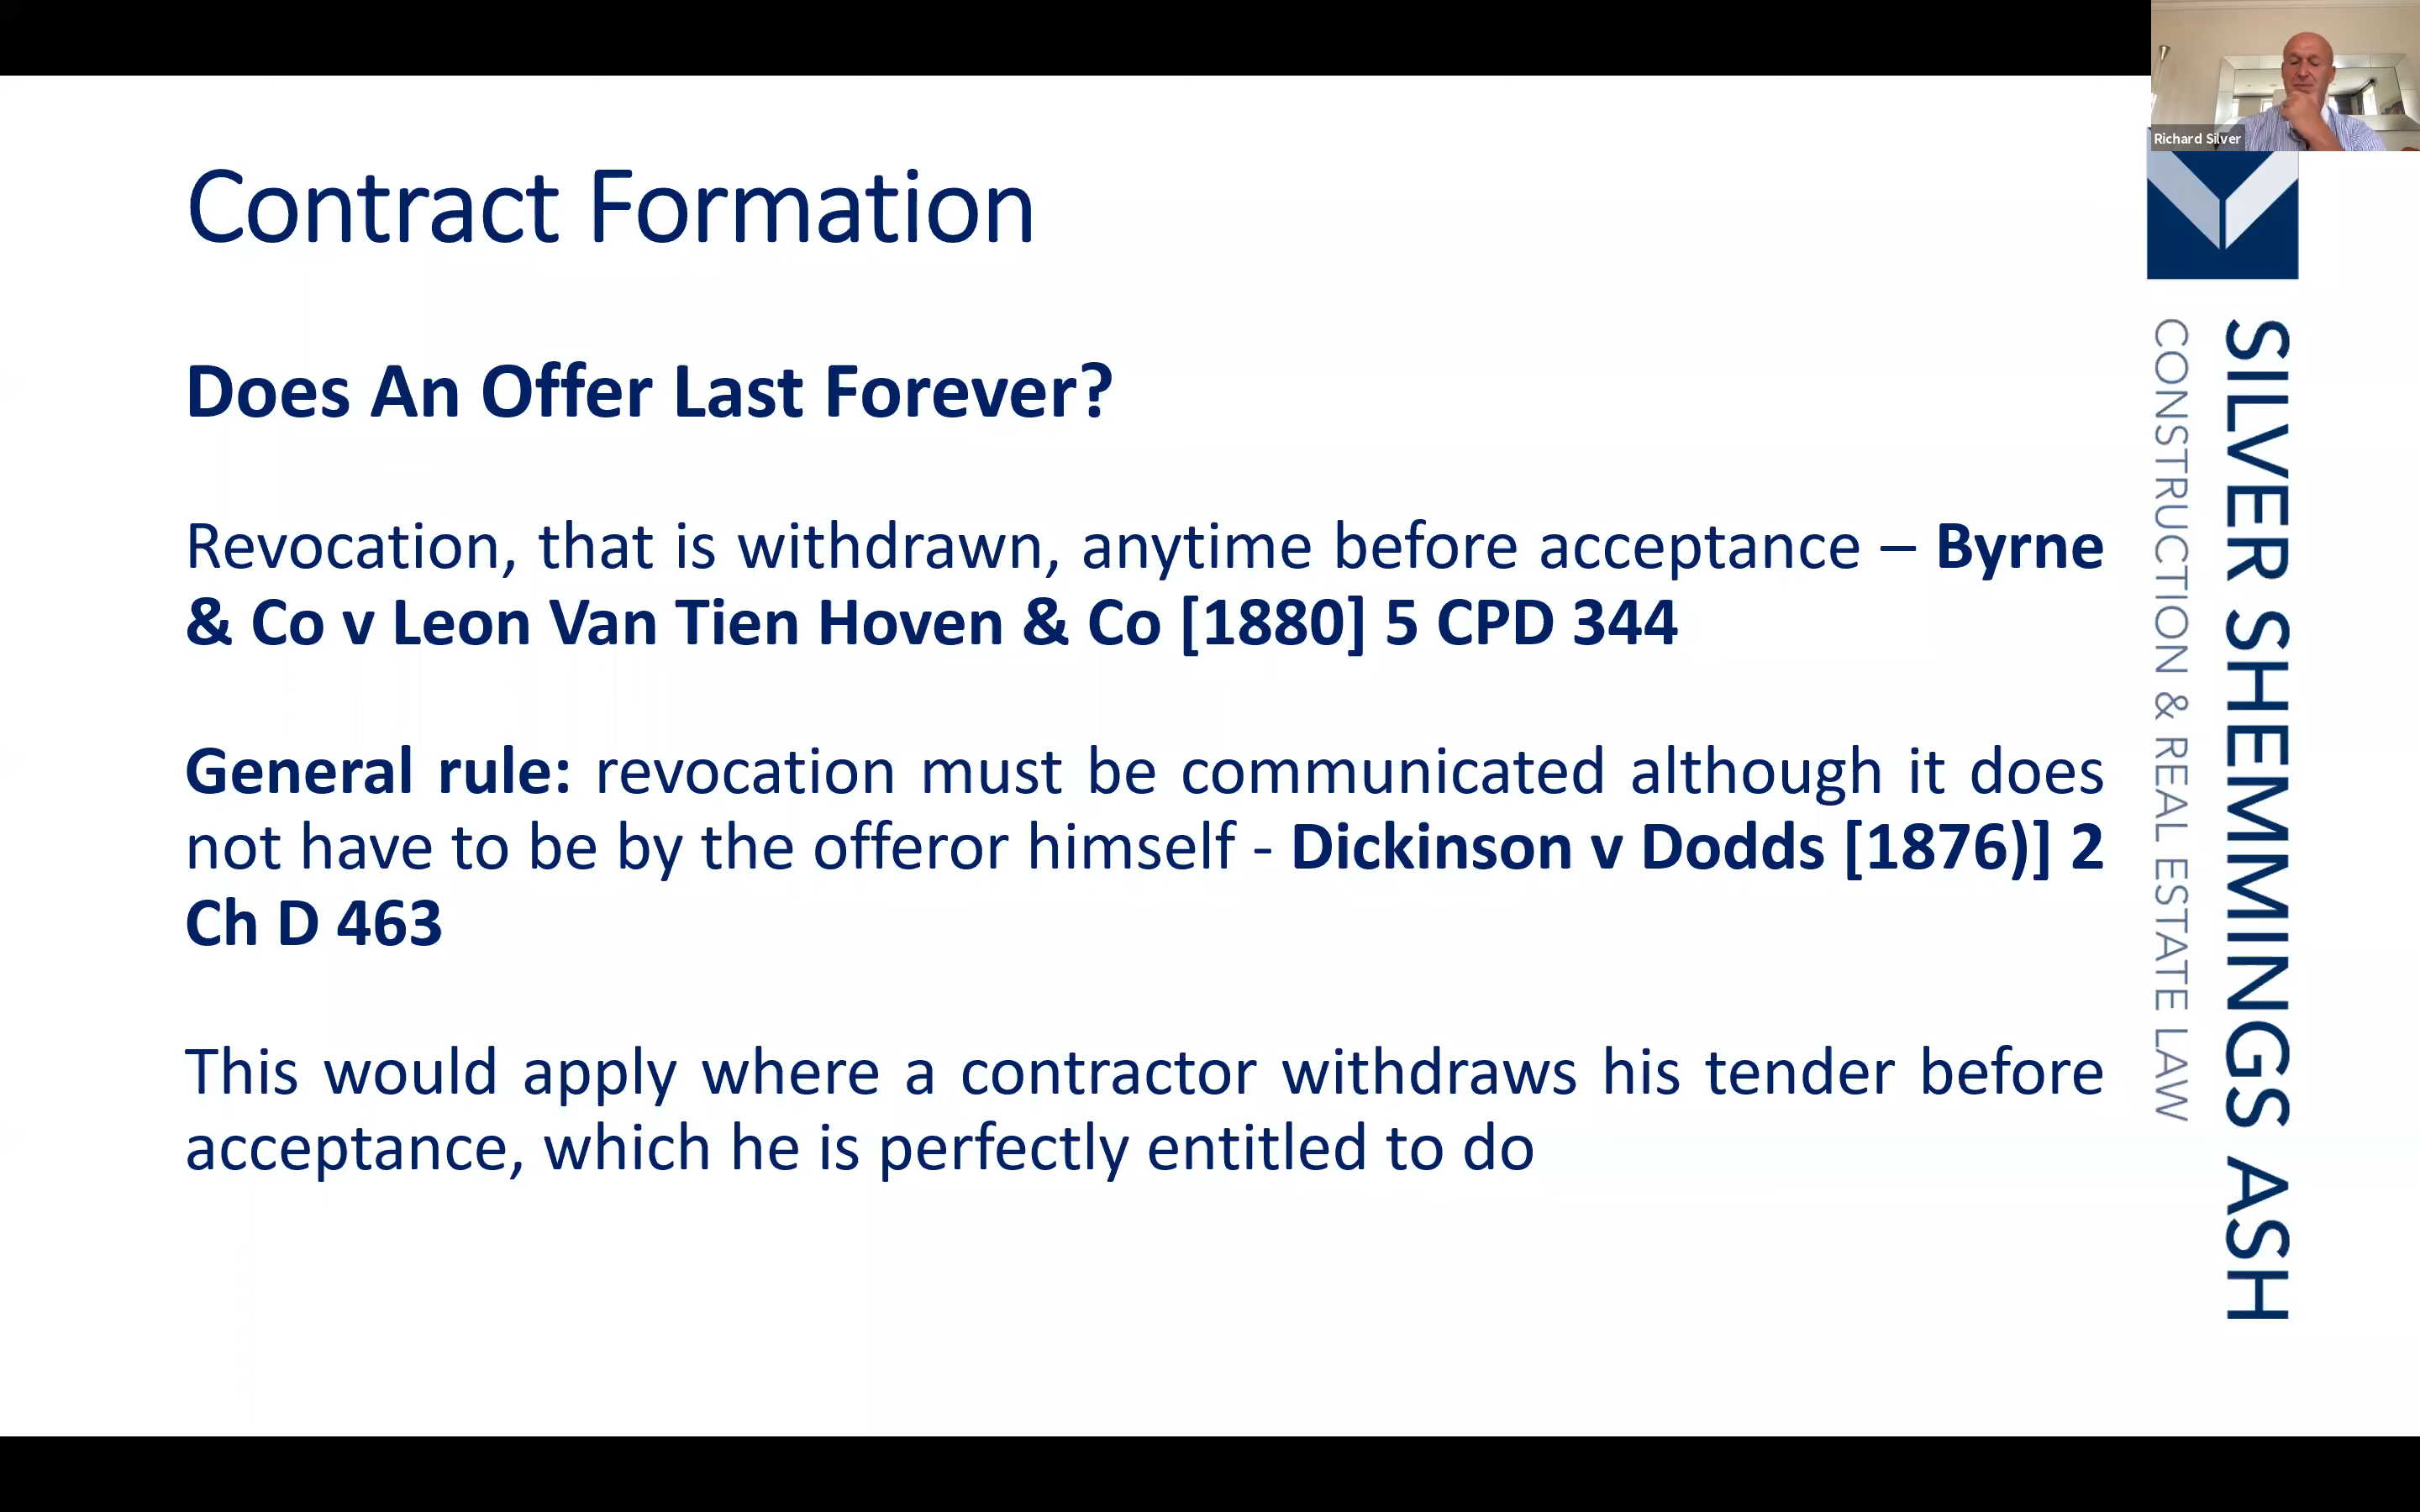 Richard Silver
Contract Formation
Does An Offer Last Forever?
Revocation, that is withdrawn, anytime before acceptance – Byrne
& Co v Leon Van Tien Hoven & Co [1880] 5 CPD 344
General rule: revocation must be communicated although it does
not have to be by the offeror himself - Dickinson v Dodds [1876)] 2
Ch D 463
This would apply where a contractor withdraws his tender before
acceptance, which he is perfectly entitled to do
SILVER SHEMMINGS ASH
CONSTRUCTION & REAL ESTATE LAW